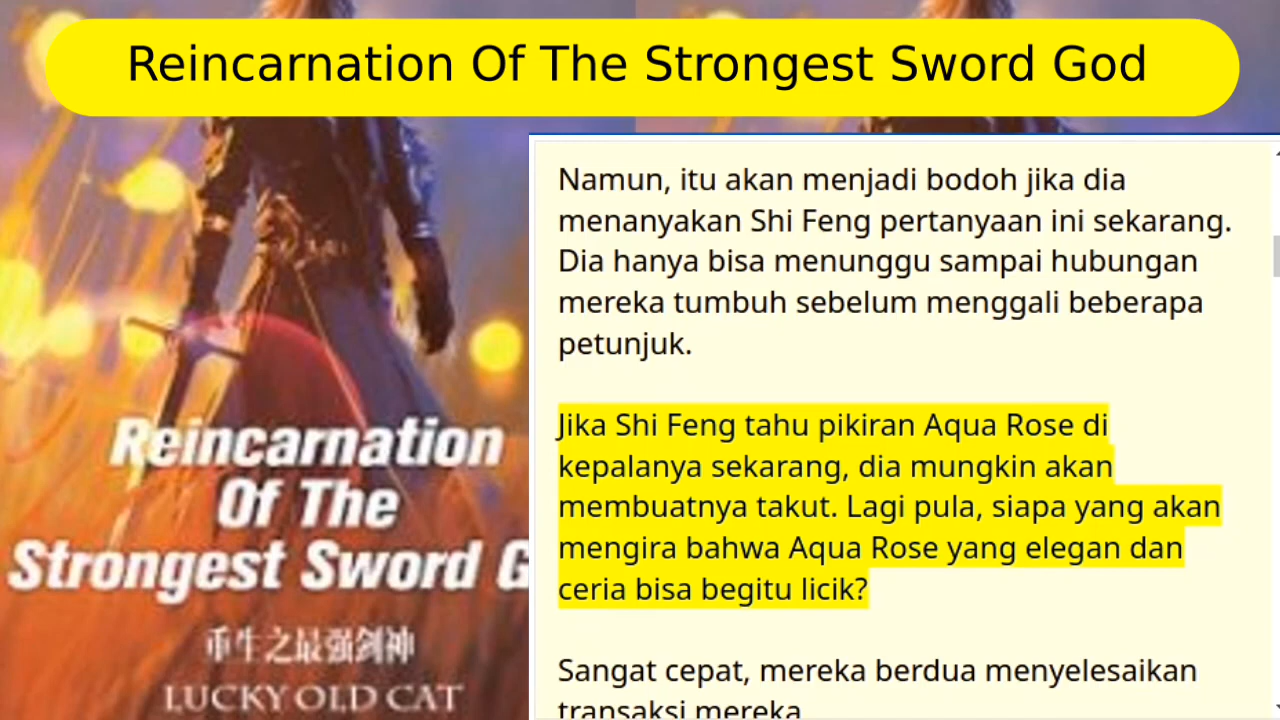 Reincarnation Of The Strongest Sword God
Reincarnation
Of The
Strongest Sword G
重生之最强剑神
LUCKY OLD CAT
Namun, itu akan menjadi bodoh jika dia
menanyakan Shi Feng pertanyaan ini sekarang.
Dia hanya bisa menunggu sampai hubungan
mereka tumbuh sebelum menggali beberapa
petunjuk.
Jika Shi Feng tahu pikiran Aqua Rose di
kepalanya sekarang, dia mungkin akan
membuatnya takut. Lagi pula, siapa yang akan
mengira bahwa Aqua Rose yang elegan dan
ceria bisa begitu licik?
Sangat cepat, mereka berdua menyelesaikan
transaksi mereka